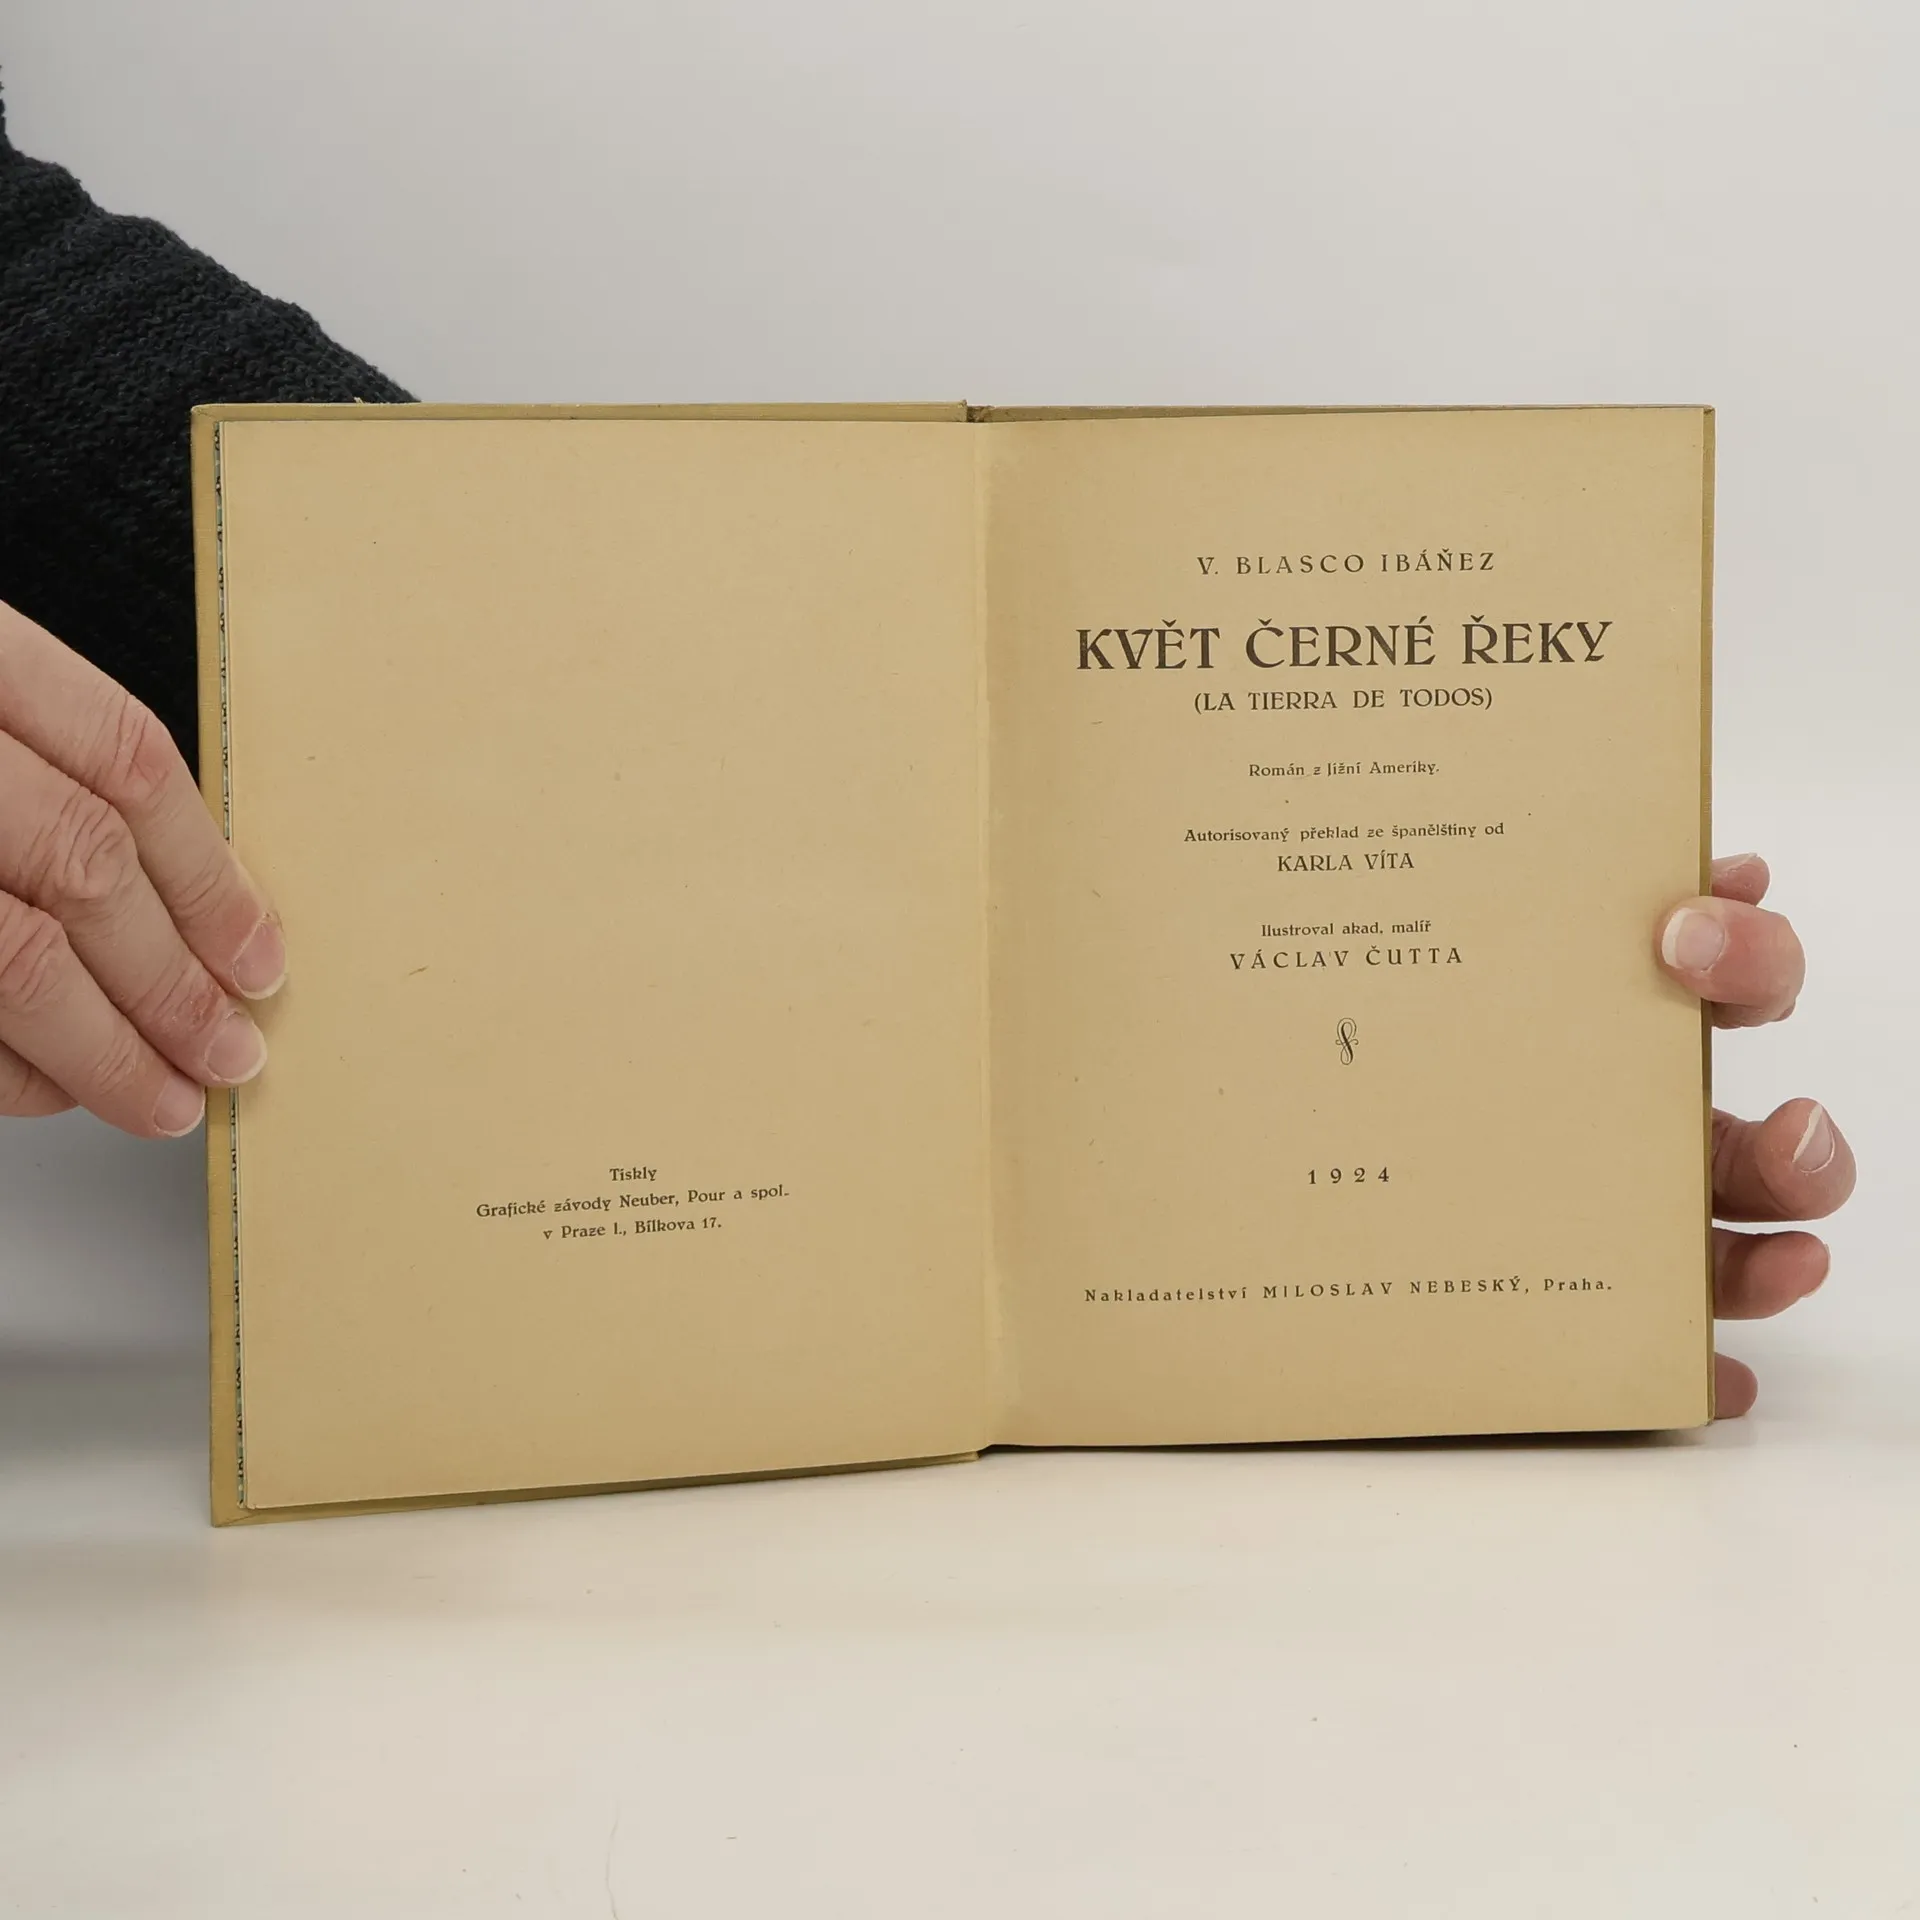 Tiskly
Grafické závody Neuber, Pour a spol.
v Praze I., Bílkova 17.
V. BLASCO IBÁŇEZ
KVĚT ČERNÉ ŘEKY
(LA TIERRA DE TODOS)
Román z Jižní Ameriky.
Autorisovaný překlad ze španělštiny od
KARLA VÍTA
Ilustroval akad. malíř
VÁCLAV ČUTTA
1924
Nakladatelství MILOSLAV NEBESKÝ, Praha.